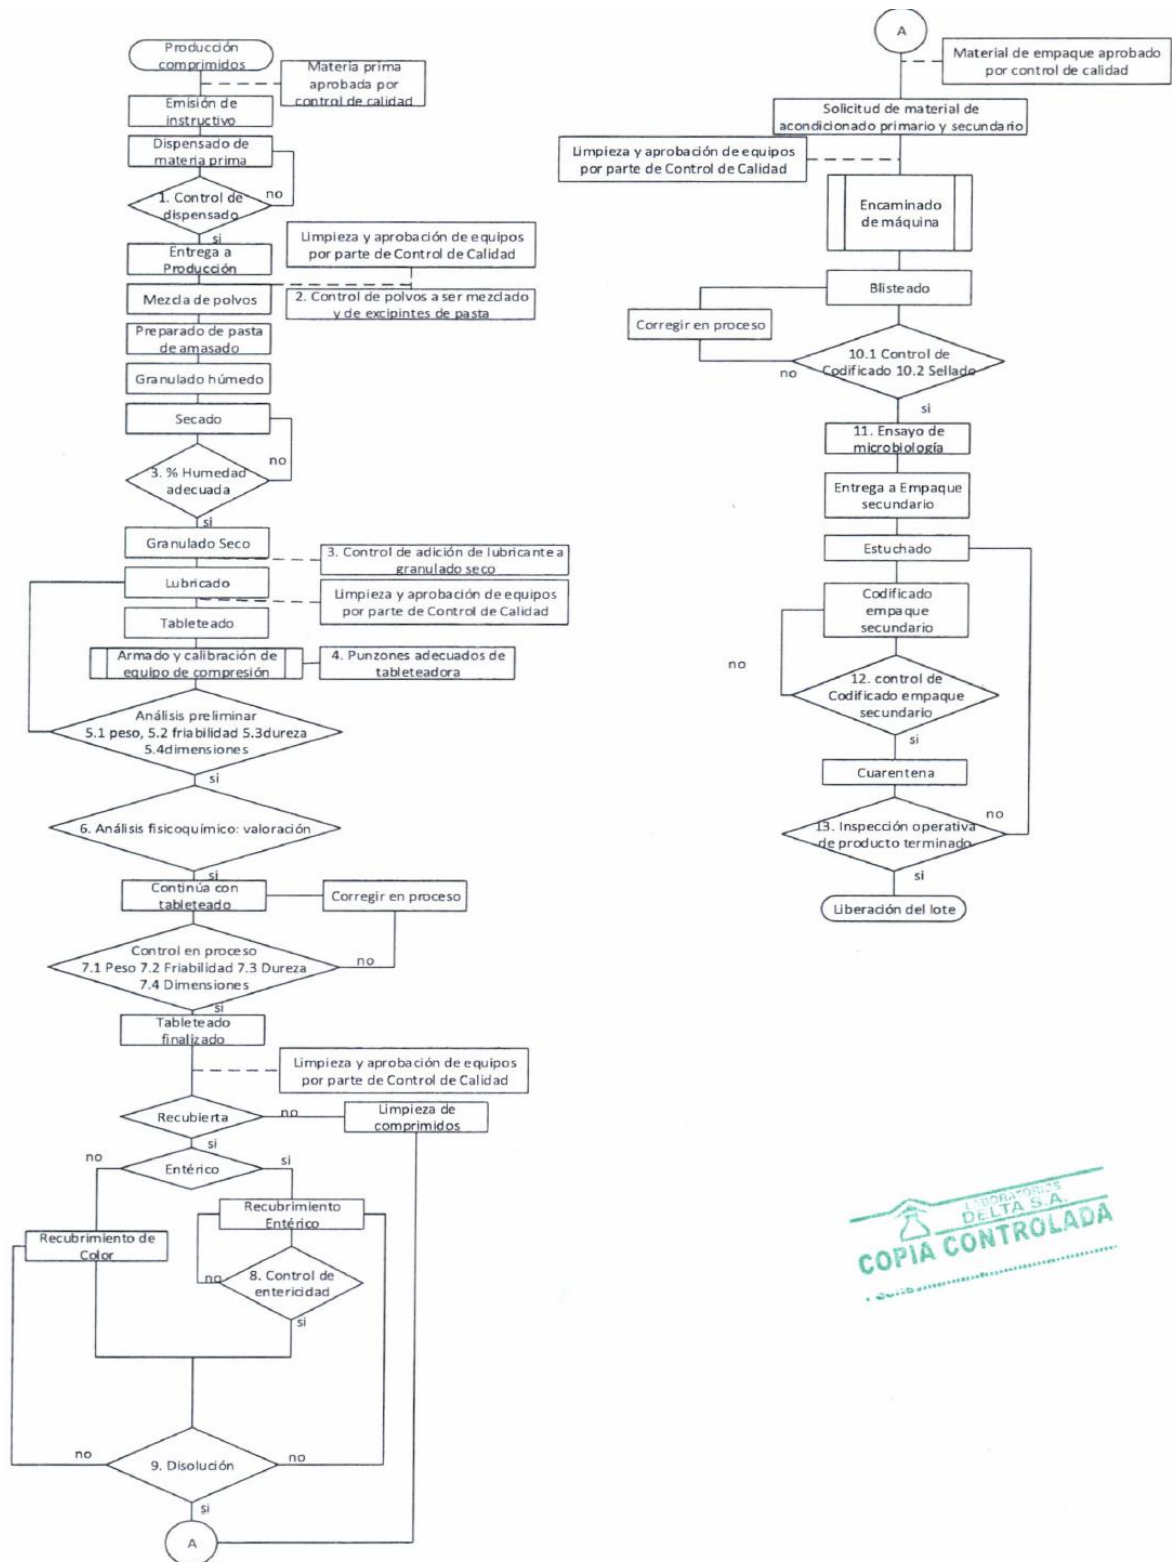 Producción
comprimidos
Materia prima
aprobada por
control de calidad
Emisión de
instructivo
Dispensado de
materia prima
no
1. Control de
dispensado
si
Entrega a
Producción
Limpieza y aprobación de equipos
por parte de Control de Calidad
Mezcla de polvos
2. Control de polvos a ser mezclado
y de excipintes de pasta
Preparado de pasta
de amasado
Granulado húmedo
Secado
no
3. % Humedad
adecuada
si
Granulado Seco
3. Control de adición de lubricante a
granulado seco
Lubricado
Limpieza y aprobación de equipos
por parte de Control de Calidad
Tableteado
Armado y calibración de
equipo de compresión
4. Punzones adecuados de
tableteadora
Análisis preliminar
5.1 peso, 5.2 friabilidad 5.3dureza
5.4dimensiones
si
6. Análisis fisicoquímico: valoración
si
Continúa con
tableteado
Corregir en proceso
Control en proceso
7.1 Peso 7.2 Friabilidad 7.3 Dureza
7.4 Dimensiones
no
si
Tableteado
finalizado
Limpieza y aprobación de equipos
por parte de Control de Calidad
Recubierta
no
Limpieza de
comprimidos
si
no
Entérico
si
Recubrimiento
Entérico
Recubrimiento de
Color
no
8. Control de
entericidad
si
no
9. Disolución
no
si
A
A
Material de empaque aprobado
por control de calidad
Solicitud de material de
acondicionado primario y secundario
Limpieza y aprobación de equipos
por parte de Control de Calidad
Encaminado
de máquina
Blisteado
Corregir en proceso
10.1 Control de
Codificado 10.2 Sellado
no
si
11. Ensayo de
microbiología
Entrega a Empaque
secundario
Estuchado
Codificado
empaque
secundario
no
12. control de
Codificado empaque
secundario
si
Cuarentena
no
13. Inspección operativa
de producto terminado
si
Liberación del lote
LABORATORIOS
DELTA S.A.
COPIA CONTROLADA